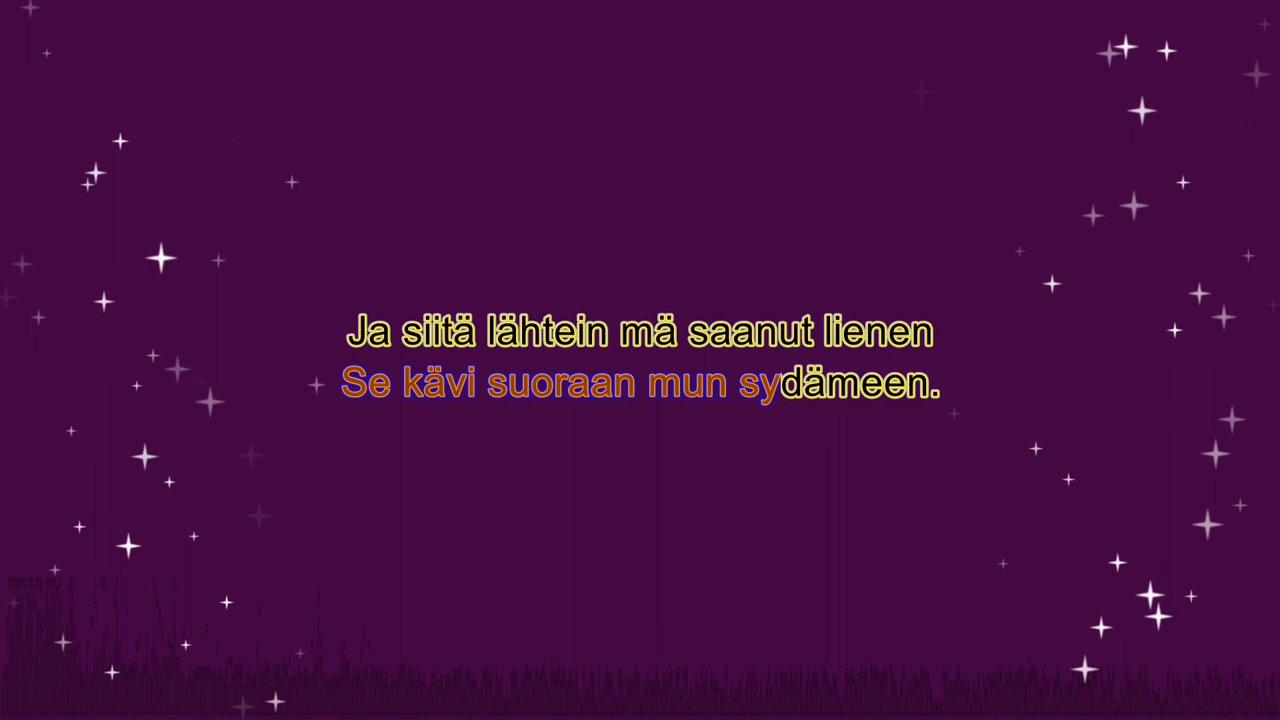 Ja siitä lähtein mä saanut lienen
Se kävi suoraan mun sydämeen.